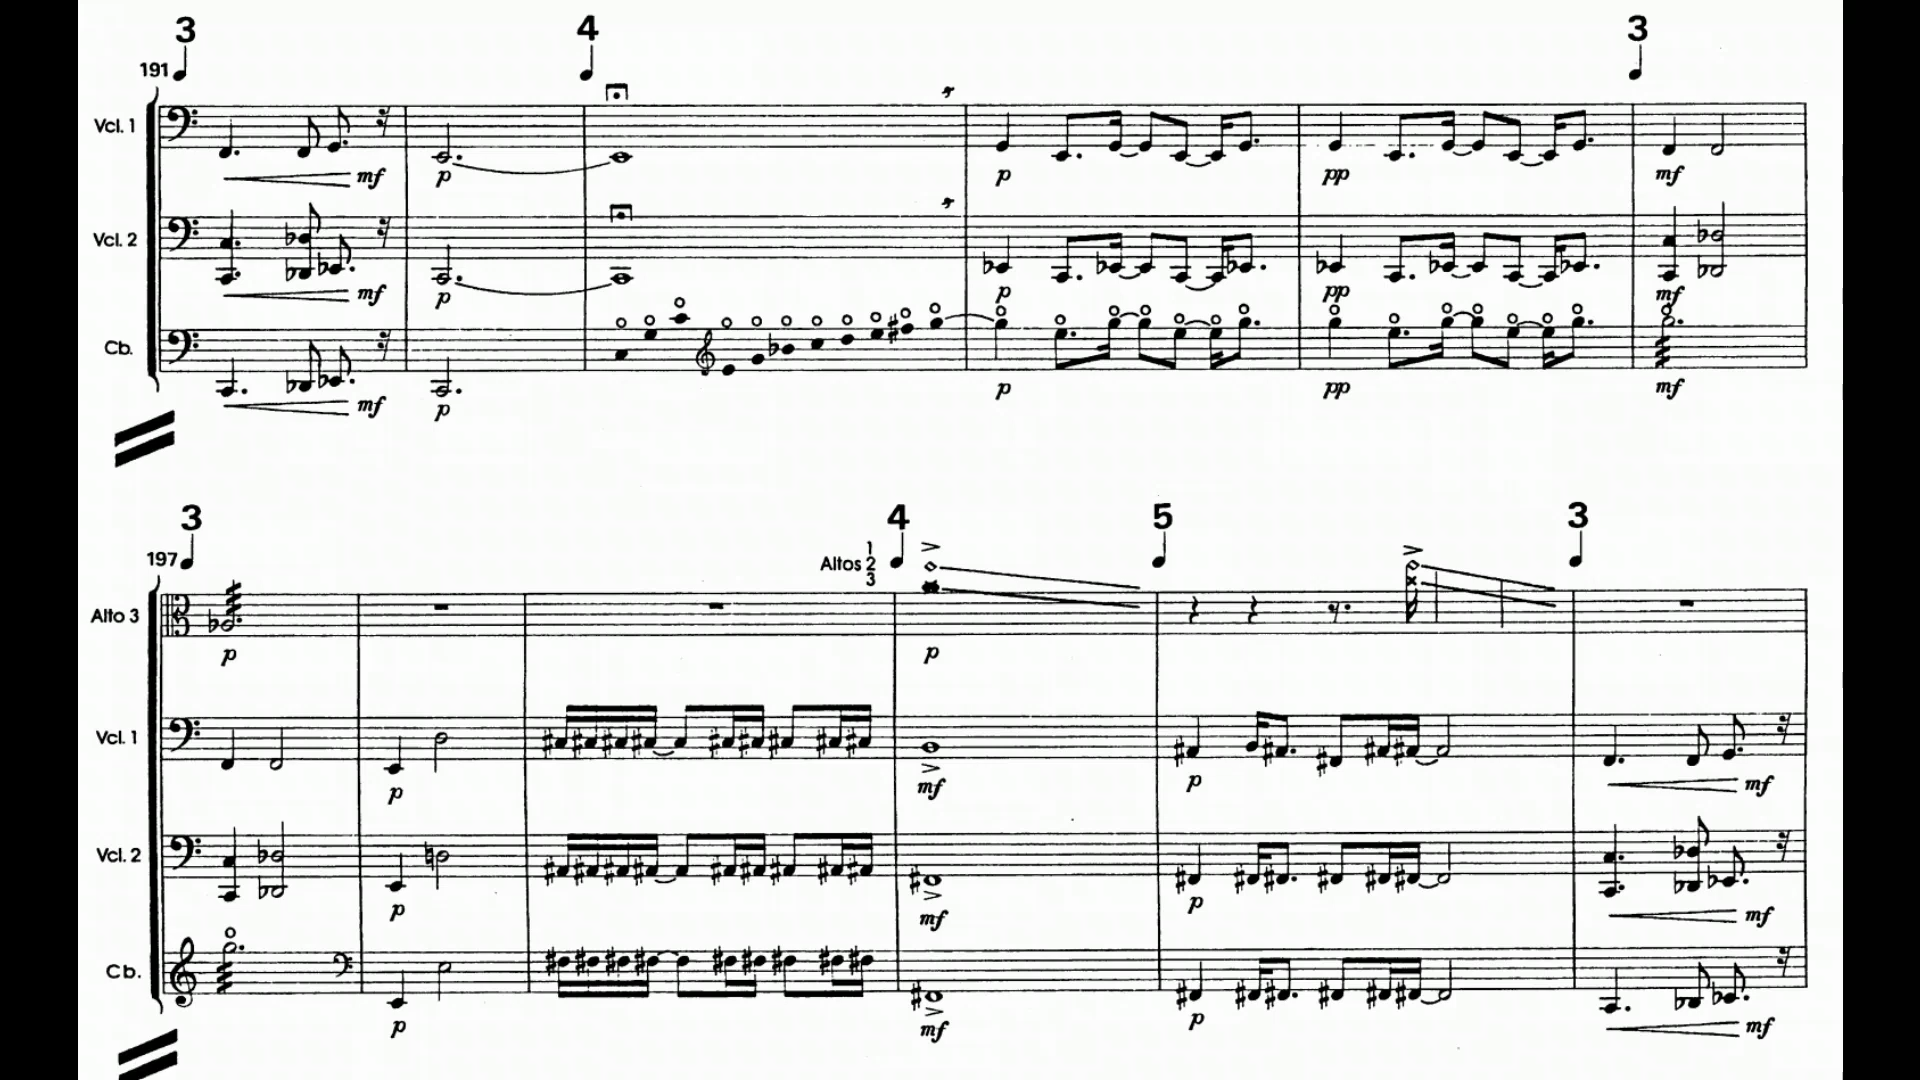 3 4 3
191
Vcl. 1
mf p p pp mf
Vcl. 2
mf p p pp mf
Cb.
mf p p pp mf
3 4 5 3
197
1
Altos 2
3
Alto 3
p p
Vcl. 1
p mf p mf
Vcl. 2
p mf p mf
Cb.
p mf p mf